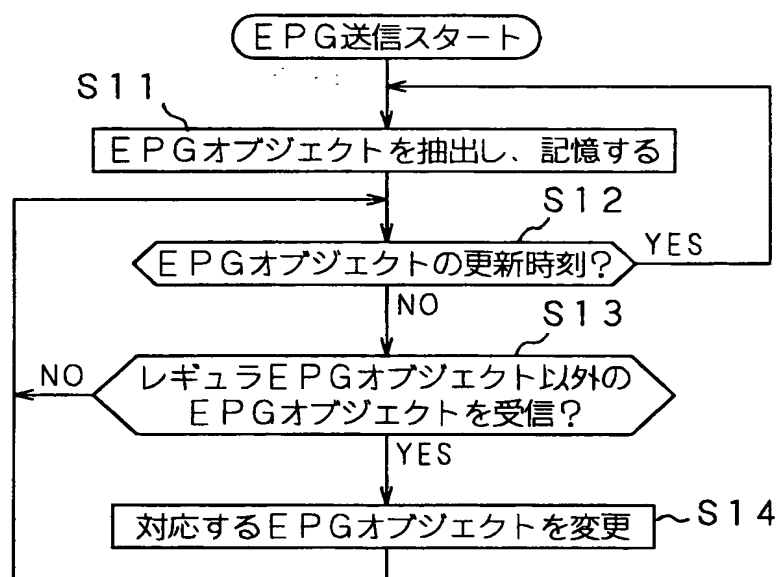 EPG送信スタート
S11
EPGオブジェクトを抽出し、記憶する
S12
EPGオブジェクトの更新時刻?
YES
NO
S13
NO
レギュラEPGオブジェクト以外の
EPGオブジェクトを受信?
YES
対応するEPGオブジェクトを変更
S14